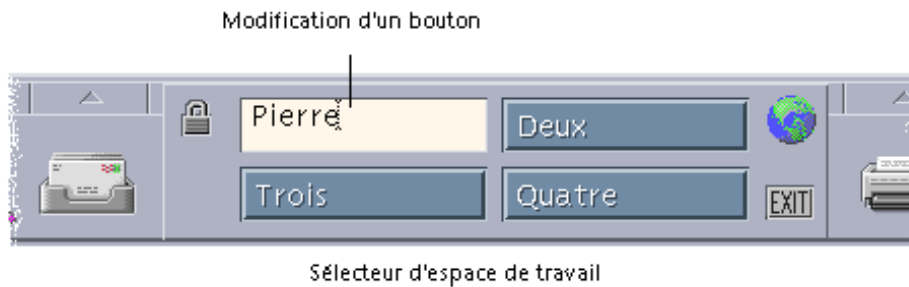 Modification d'un bouton
Pierre
Deux
Trois
Quatre
EXIT
Sélecteur d'espace de travail